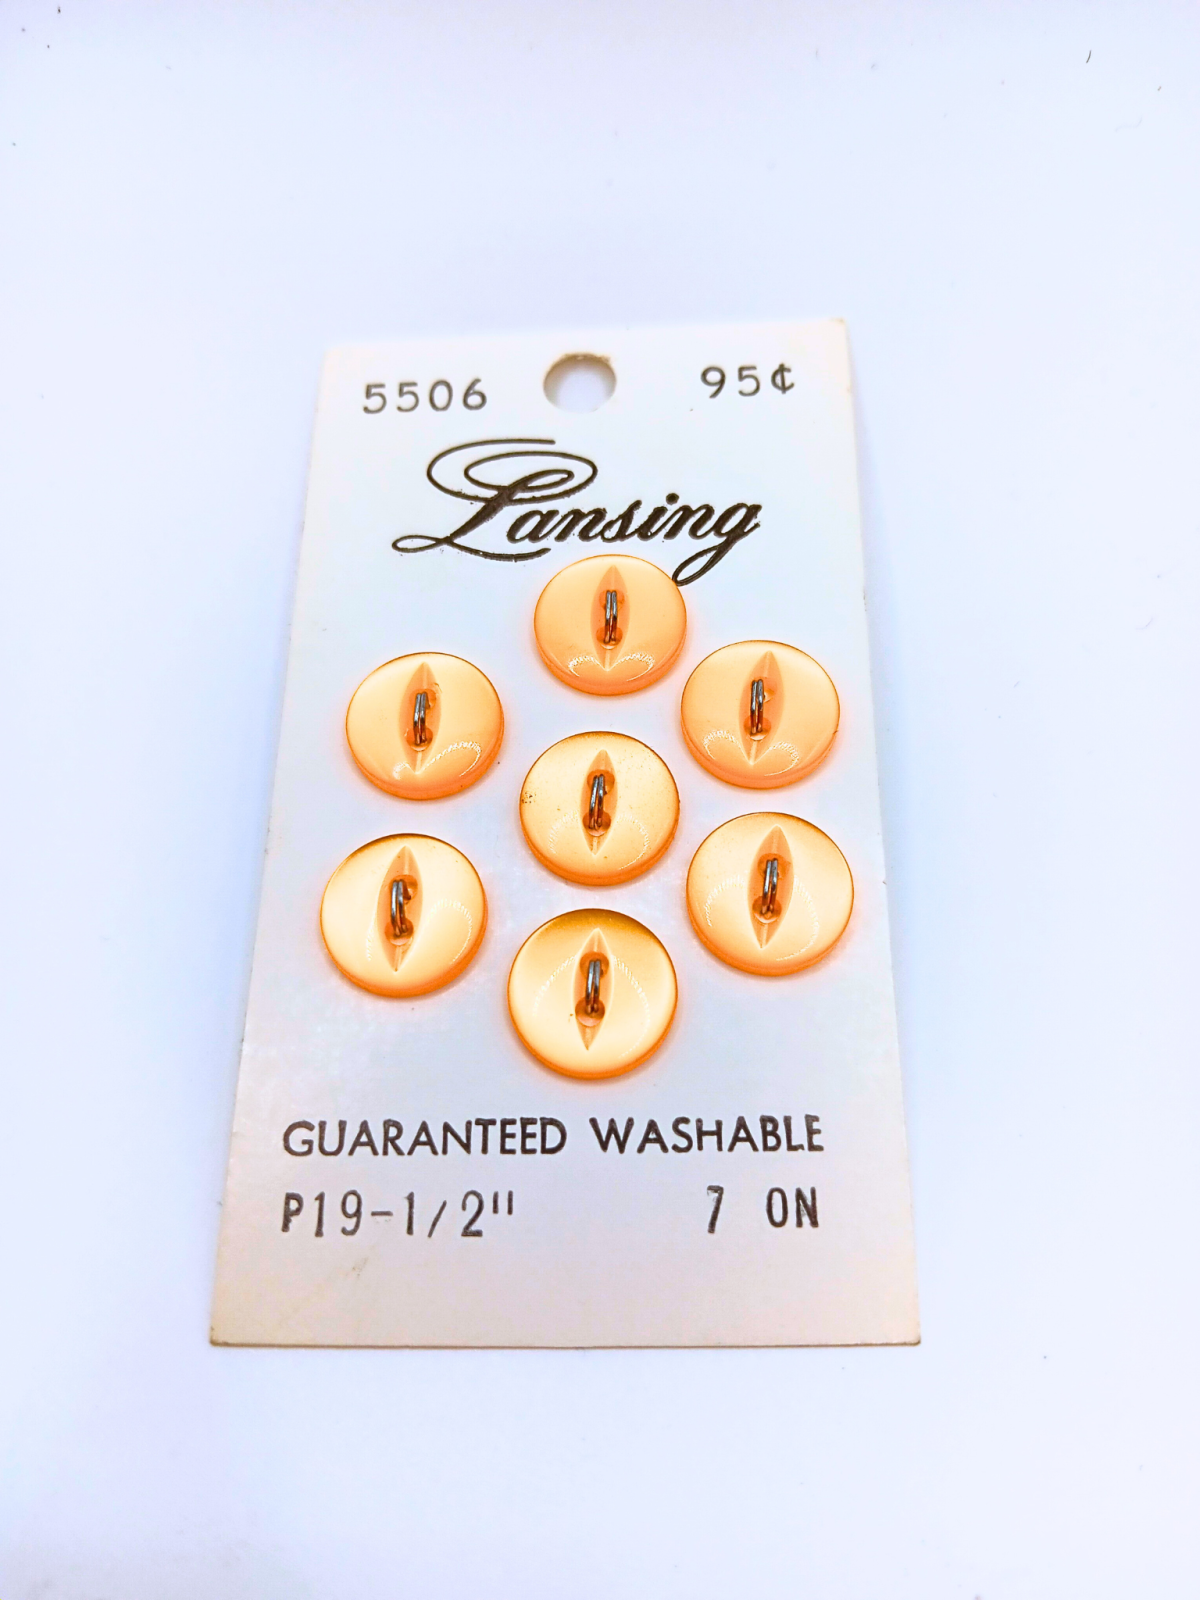 5506 95¢
Lansing
GUARANTEED WASHABLE
P19-1/2" 7 ON